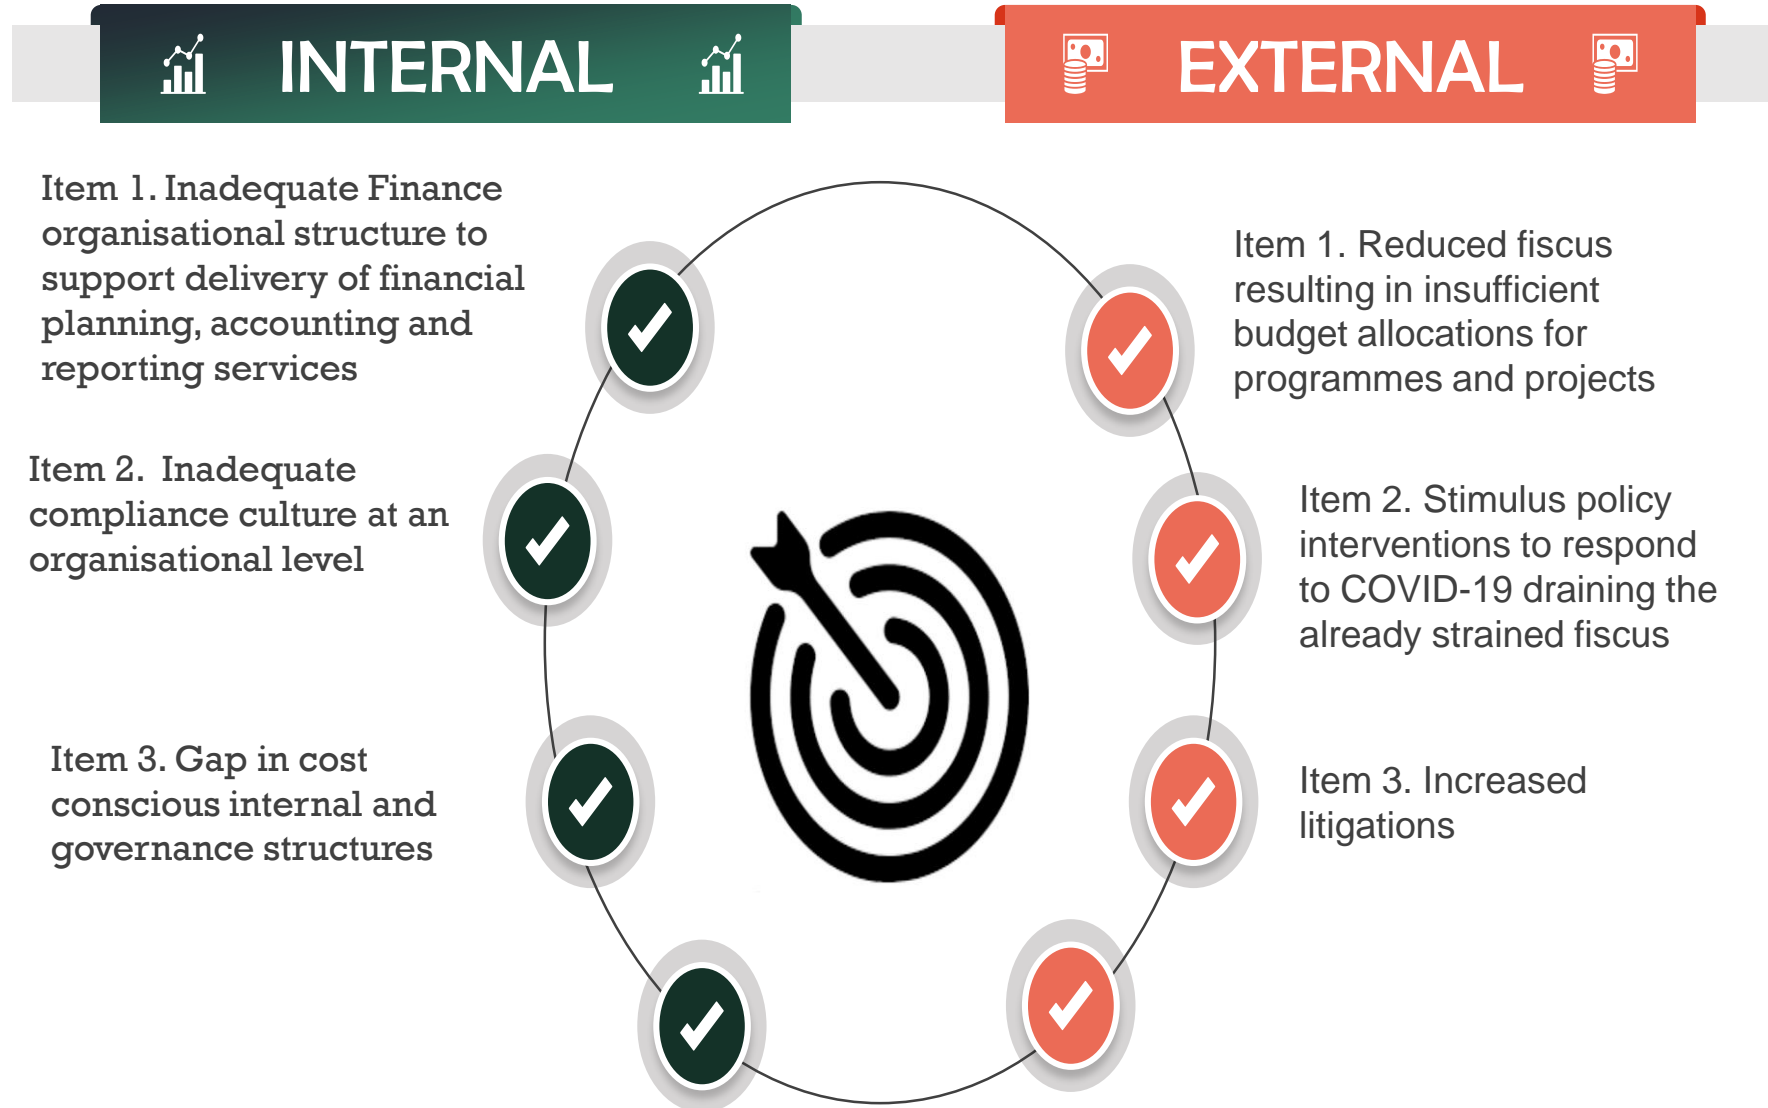 INTERNAL
EXTERNAL
Item 1. Inadequate Finance
organisational structure to
support delivery of financial
planning, accounting and
reporting services
Item 2.  Inadequate
compliance culture at an
organisational level
Item 3. Gap in cost
conscious internal and
governance structures
Item 1. Reduced fiscus
resulting in insufficient
budget allocations for
programmes and projects
Item 2. Stimulus policy
interventions to respond
to COVID-19 draining the
already strained fiscus
Item 3. Increased
litigations